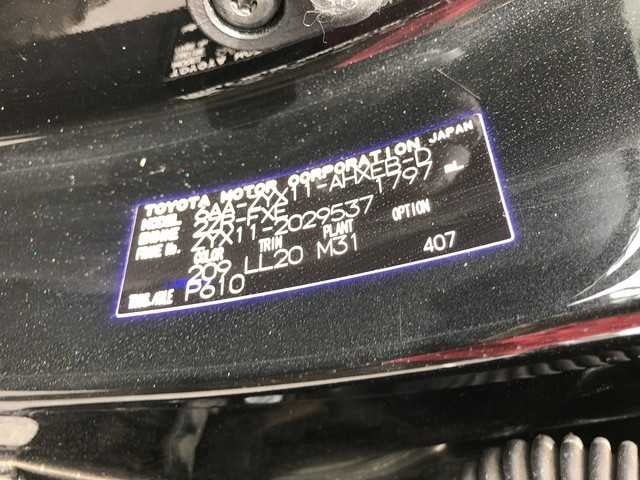 TOYOTA MOTOR CORPORATION JAPAN
MODEL 6AA-ZYX11-AHXEB-D
ENGINE 2ZR-FXE 1797 mL
FRAME No. ZYX11-2029537
COLOR TRIM PLANT OPTION
209 LL20 M31 407
TRANS./AXLE P610